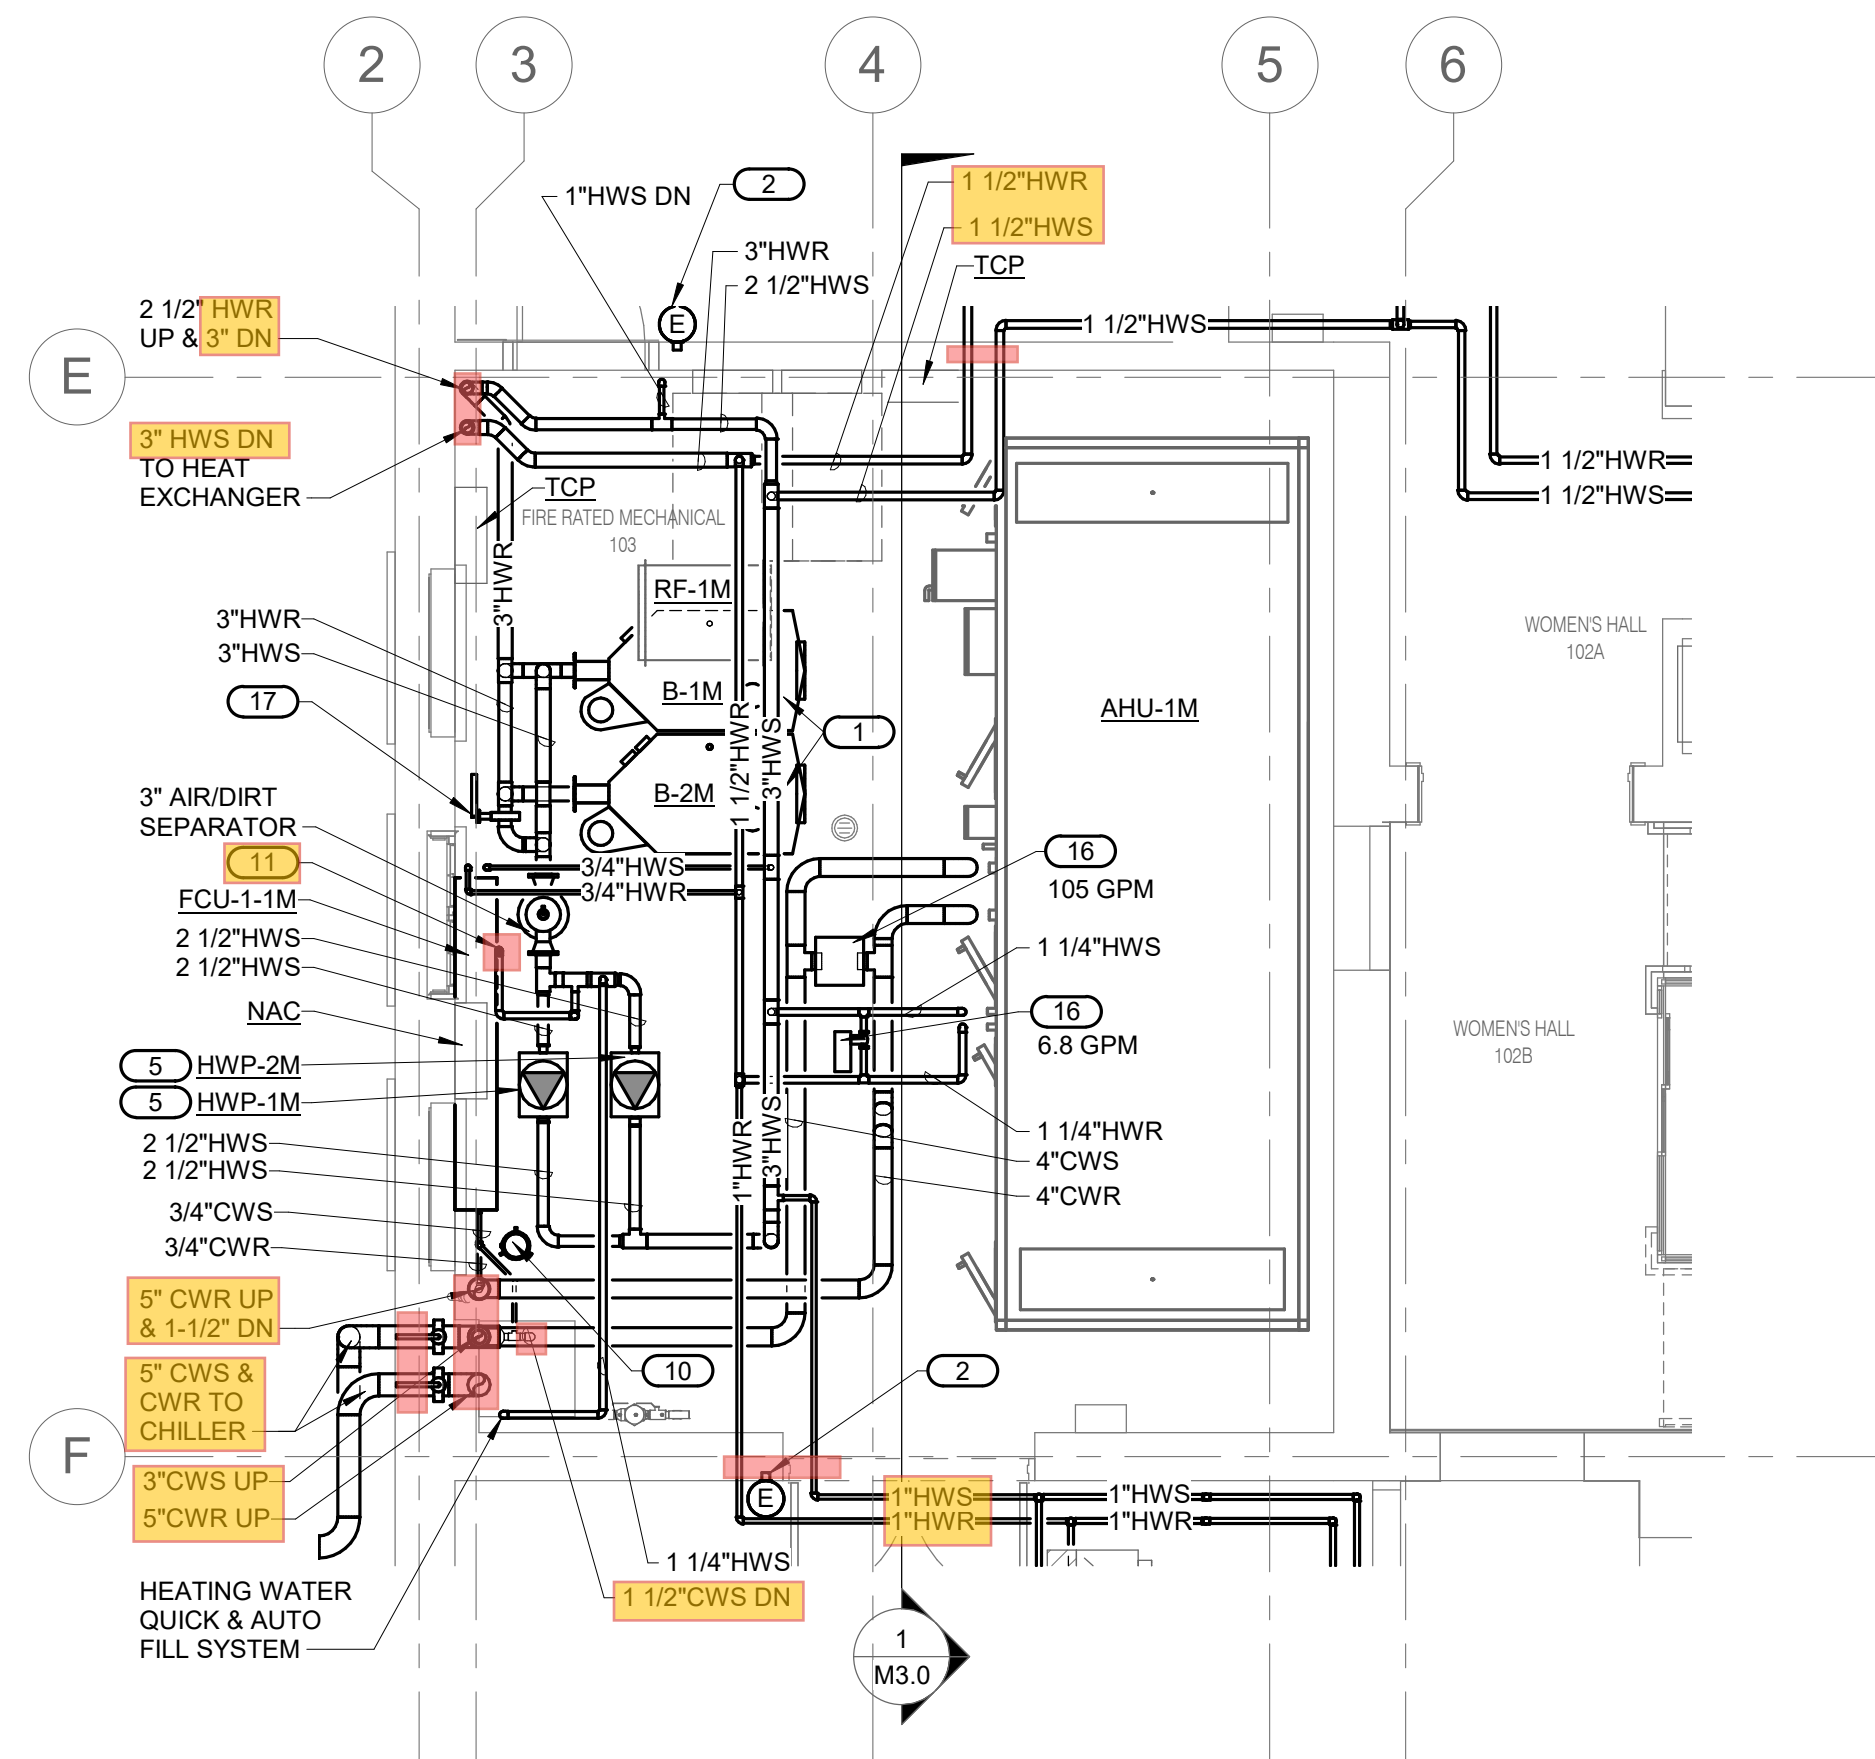 2
3
4
5
6
1"HWS DN
2
1 1/2"HWR
1 1/2"HWS
3"HWR
2 1/2"HWS
TCP
2 1/2" HWR
UP & 3" DN
E
1 1/2"HWS
E
3" HWS DN
TO HEAT
EXCHANGER
1 1/2"HWR
1 1/2"HWS
TCP
FIRE RATED MECHANICAL
103
3"HWR
RF-1M
3"HWR
3"HWS
WOMEN'S HALL
102A
17
B-1M
1 1/2"HWR
3"HWS
1
AHU-1M
B-2M
3" AIR/DIRT
SEPARATOR
11
3/4"HWS
3/4"HWR
16
105 GPM
FCU-1-1M
2 1/2"HWS
2 1/2"HWS
1 1/4"HWS
NAC
16
6.8 GPM
WOMEN'S HALL
102B
5
HWP-2M
5
HWP-1M
2 1/2"HWS
2 1/2"HWS
1"HWR
3"HWS
1 1/4"HWR
4"CWS
4"CWR
3/4"CWS
3/4"CWR
5" CWR UP
& 1-1/2" DN
5" CWS &
CWR TO
CHILLER
10
2
F
3"CWS UP
5"CWR UP
E
1"HWS
1"HWR
1"HWS
1"HWR
1 1/4"HWS
1 1/2"CWS DN
HEATING WATER
QUICK & AUTO
FILL SYSTEM
1
M3.0